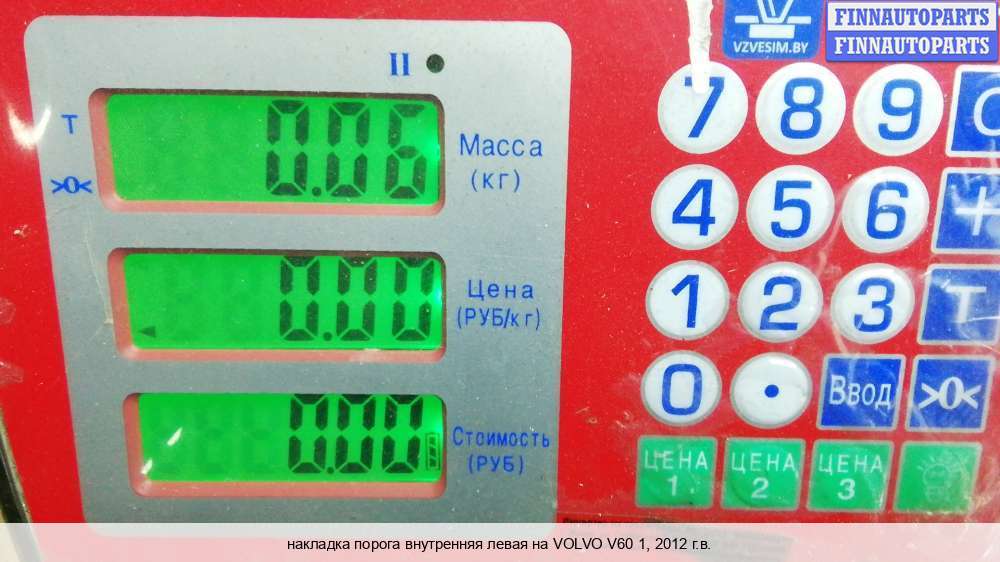 FINNAUTOPARTS
FINNAUTOPARTS
VZVESIM.BY
II
T
>0<
0.06
Масса
(кг)
0.00
Цена
(РУБ/кг)
0.00
Стоимость
(РУБ)
7 8 9 C
4 5 6 +
1 2 3 T
0 . Ввод >0<
ЦЕНА 1
ЦЕНА 2
ЦЕНА 3
накладка порога внутренняя левая на VOLVO V60 1, 2012 г.в.